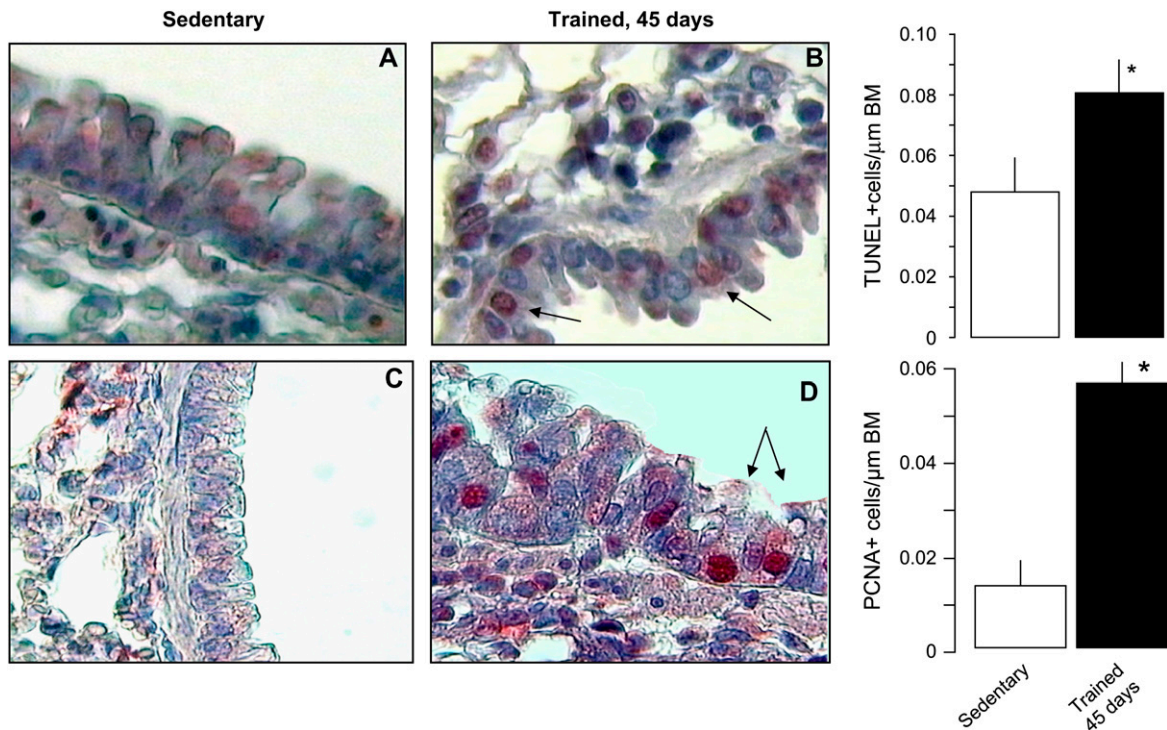 Sedentary
Trained, 45 days
A
B
C
D
0.10
0.08
0.06
0.04
0.02
0
TUNEL+cells/µm BM
*
0.06
0.04
0.02
0
PCNA+ cells/µm BM
*
Sedentary
Trained
45 days